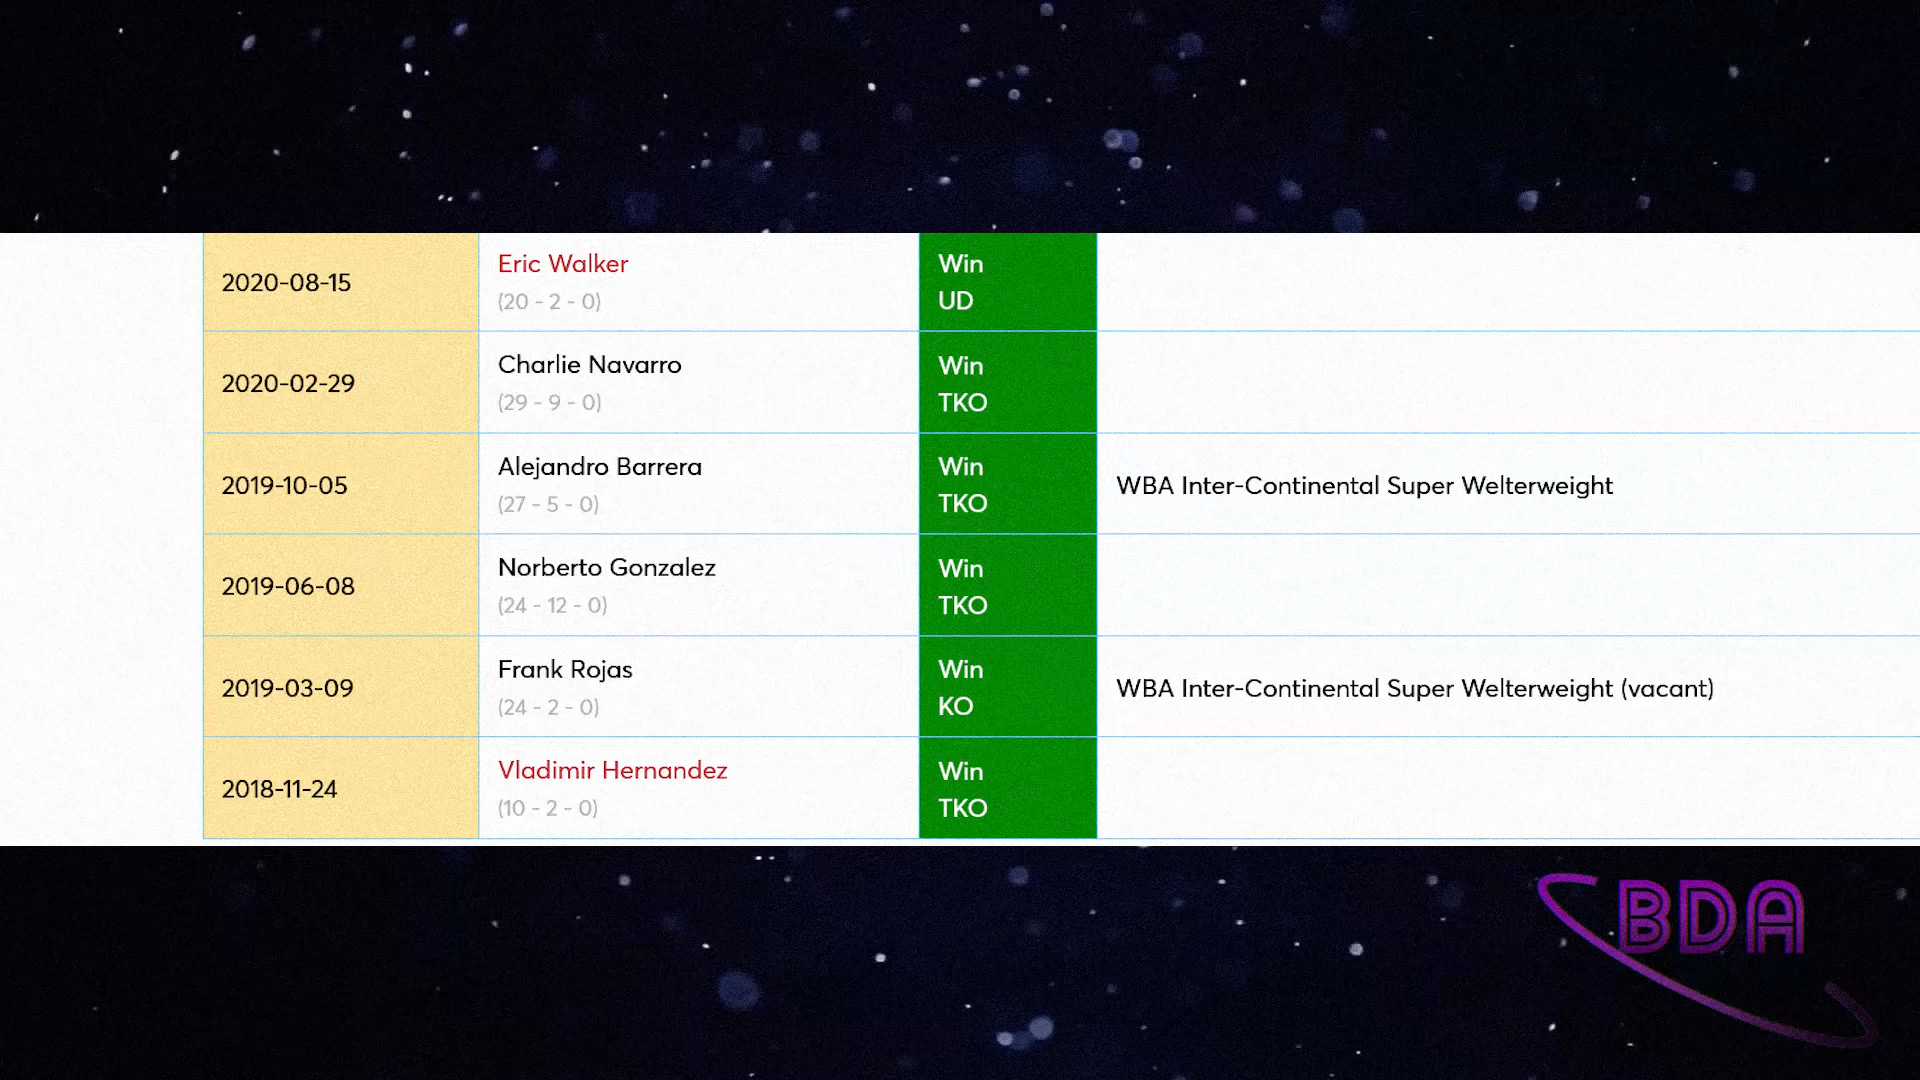 2020-08-15
Eric Walker
(20 - 2 - 0)
Win
UD
2020-02-29
Charlie Navarro
(29 - 9 - 0)
Win
TKO
2019-10-05
Alejandro Barrera
(27 - 5 - 0)
Win
TKO
WBA Inter-Continental Super Welterweight
2019-06-08
Norberto Gonzalez
(24 - 12 - 0)
Win
TKO
2019-03-09
Frank Rojas
(24 - 2 - 0)
Win
KO
WBA Inter-Continental Super Welterweight (vacant)
2018-11-24
Vladimir Hernandez
(10 - 2 - 0)
Win
TKO
BDA